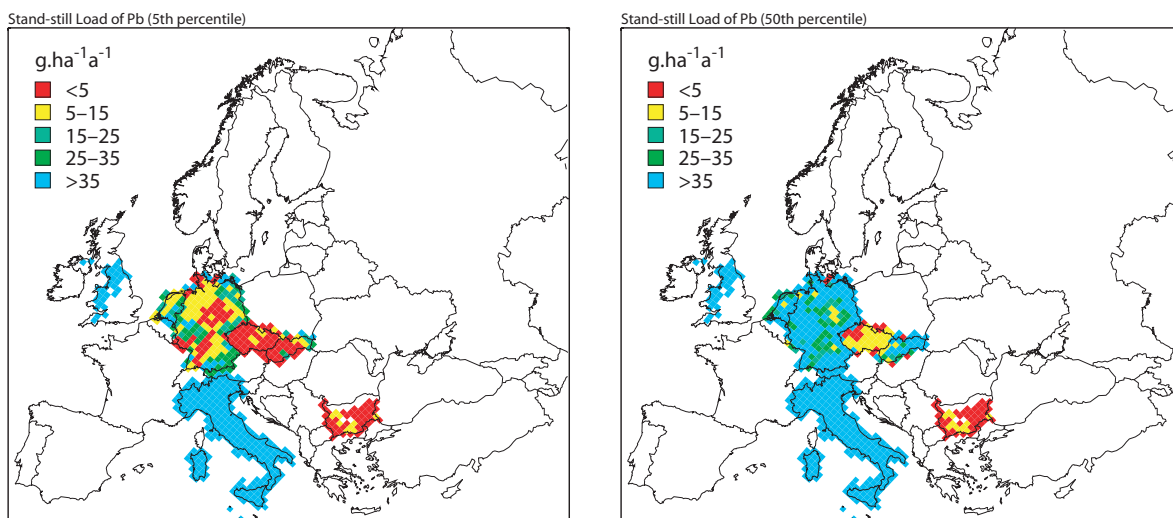 Stand-still Load of Pb (5th percentile)
g.ha⁻¹a⁻¹
<5
5–15
15–25
25–35
>35
Stand-still Load of Pb (50th percentile)
g.ha⁻¹a⁻¹
<5
5–15
15–25
25–35
>35